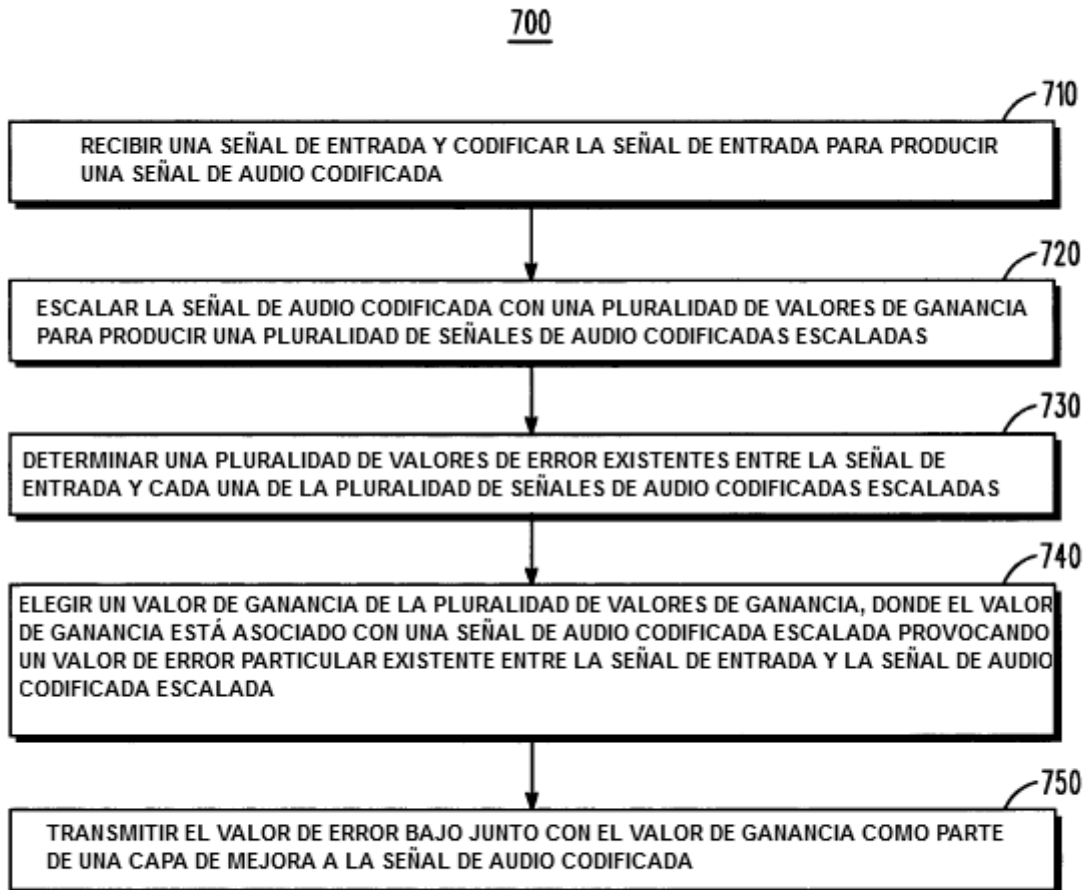 700
710
RECIBIR UNA SEÑAL DE ENTRADA Y CODIFICAR LA SEÑAL DE ENTRADA PARA PRODUCIR
UNA SEÑAL DE AUDIO CODIFICADA
720
ESCALAR LA SEÑAL DE AUDIO CODIFICADA CON UNA PLURALIDAD DE VALORES DE GANANCIA
PARA PRODUCIR UNA PLURALIDAD DE SEÑALES DE AUDIO CODIFICADAS ESCALADAS
730
DETERMINAR UNA PLURALIDAD DE VALORES DE ERROR EXISTENTES ENTRE LA SEÑAL DE
ENTRADA Y CADA UNA DE LA PLURALIDAD DE SEÑALES DE AUDIO CODIFICADAS ESCALADAS
740
ELEGIR UN VALOR DE GANANCIA DE LA PLURALIDAD DE VALORES DE GANANCIA, DONDE EL VALOR
DE GANANCIA ESTÁ ASOCIADO CON UNA SEÑAL DE AUDIO CODIFICADA ESCALADA PROVOCANDO
UN VALOR DE ERROR PARTICULAR EXISTENTE ENTRE LA SEÑAL DE ENTRADA Y LA SEÑAL DE AUDIO
CODIFICADA ESCALADA
750
TRANSMITIR EL VALOR DE ERROR BAJO JUNTO CON EL VALOR DE GANANCIA COMO PARTE
DE UNA CAPA DE MEJORA A LA SEÑAL DE AUDIO CODIFICADA